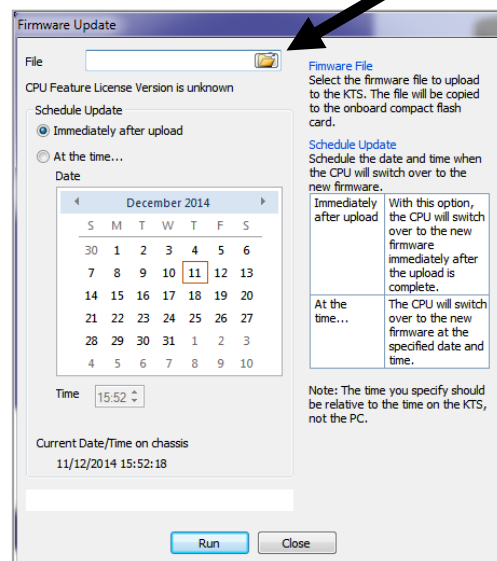 Firmware Update
File
CPU Feature License Version is unknown
Schedule Update
Immediately after upload
At the time...
Date
December 2014
S M T W T F S
30 1 2 3 4 5 6
7 8 9 10 11 12 13
14 15 16 17 18 19 20
21 22 23 24 25 26 27
28 29 30 31 1 2 3
4 5 6 7 8 9 10
Time 15:52
Current Date/Time on chassis
11/12/2014 15:52:18
Fimware File
Select the firmware file to upload
to the KTS. The file will be copied
to the onboard compact flash
card.
Schedule Update
Schedule the date and time when
the CPU will switch over to the
new firmware.
Immediately
after upload
With this option,
the CPU will switch
over to the new
firmware
immediately after
the upload is
complete.
At the
time...
The CPU will switch
over to the new
firmware at the
specified date and
time.
Note: The time you specify should
be relative to the time on the KTS,
not the PC.
Run Close